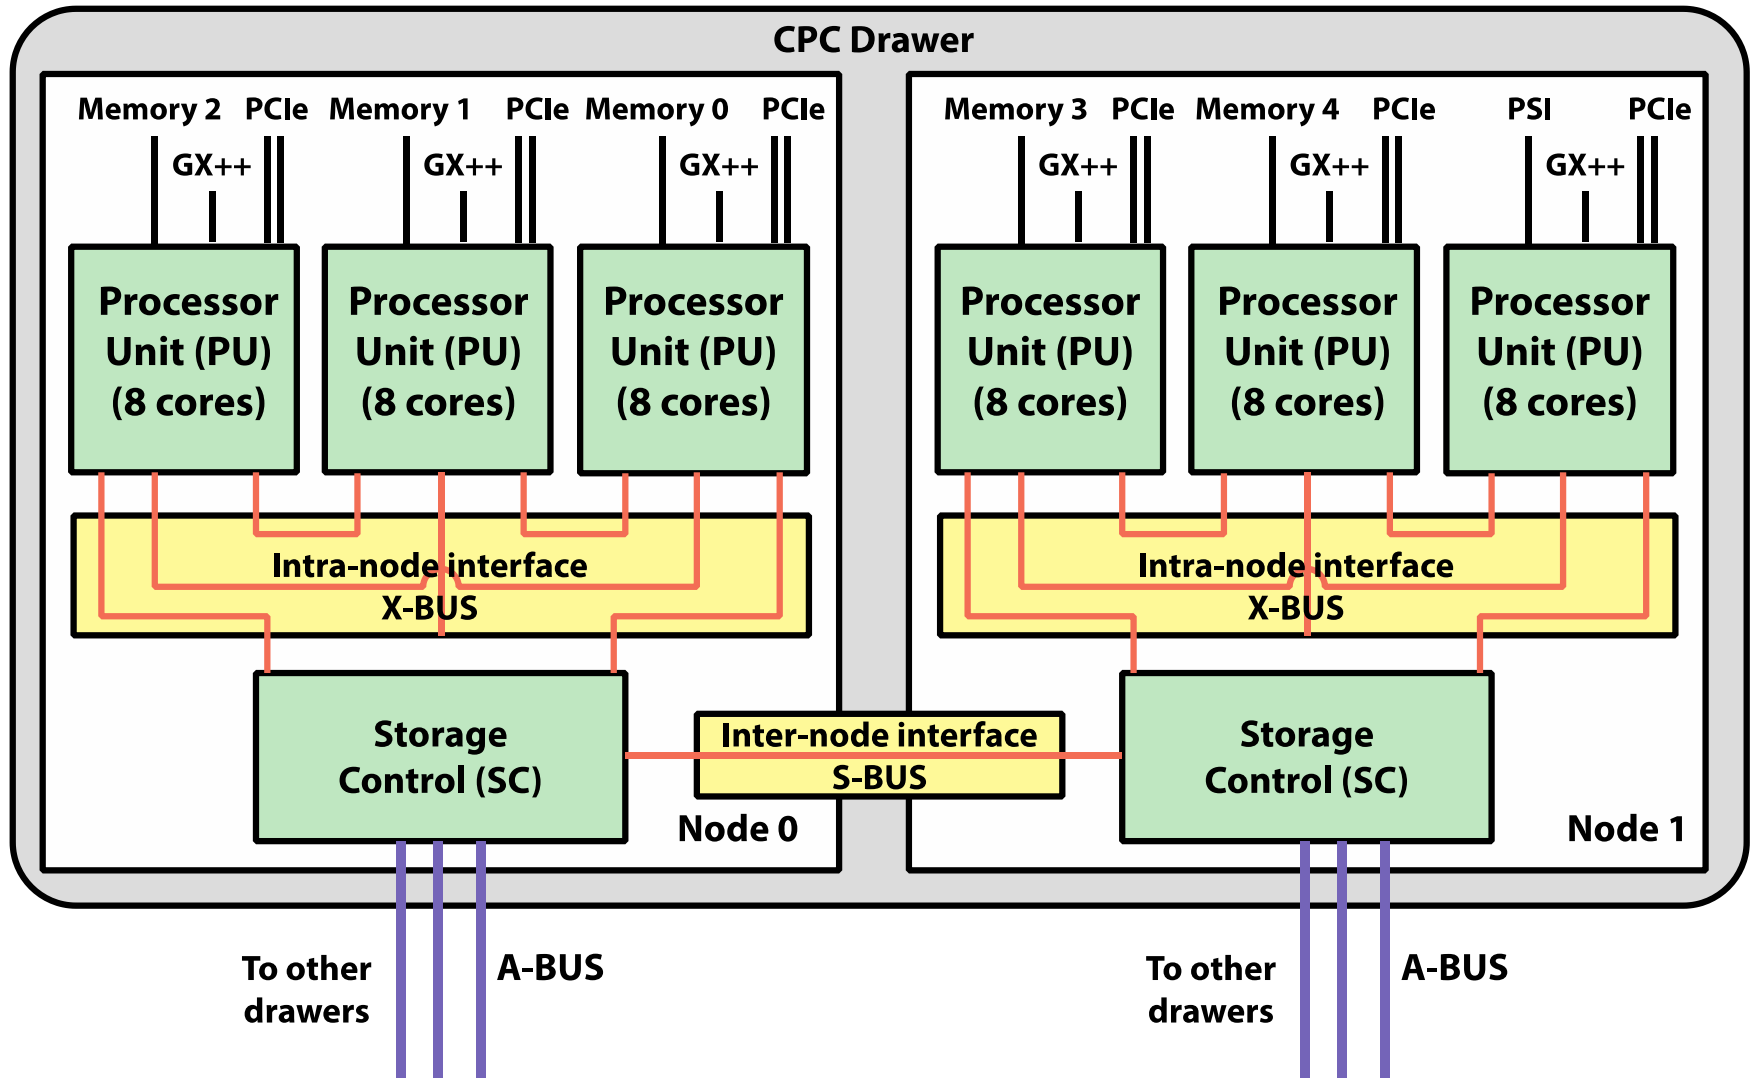 CPC Drawer
Memory 2 PCIe Memory 1 PCIe Memory 0 PCIe
GX++ GX++ GX++
Processor
Unit (PU)
(8 cores)
Processor
Unit (PU)
(8 cores)
Processor
Unit (PU)
(8 cores)
Intra-node interface
X-BUS
Storage
Control (SC)
Node 0
Memory 3 PCIe Memory 4 PCIe PSI PCIe
GX++ GX++ GX++
Processor
Unit (PU)
(8 cores)
Processor
Unit (PU)
(8 cores)
Processor
Unit (PU)
(8 cores)
Intra-node interface
X-BUS
Inter-node interface
S-BUS
Storage
Control (SC)
Node 1
To other
drawers
A-BUS
To other
drawers
A-BUS